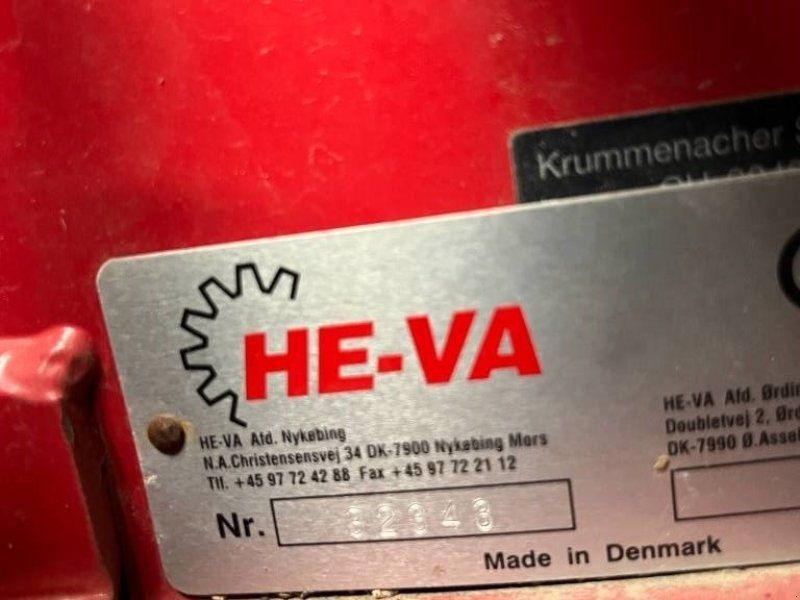 Krummenacher
HE-VA
HE-VA Afd. Nykøbing
N.A.Christensensvej 34 DK-7900 Nykøbing Mors
Tlf. +45 97 72 42 88 Fax +45 97 72 21 12
HE-VA Afd.
Doubletvej 2,
DK-7990
Nr. 32343
Made in Denmark